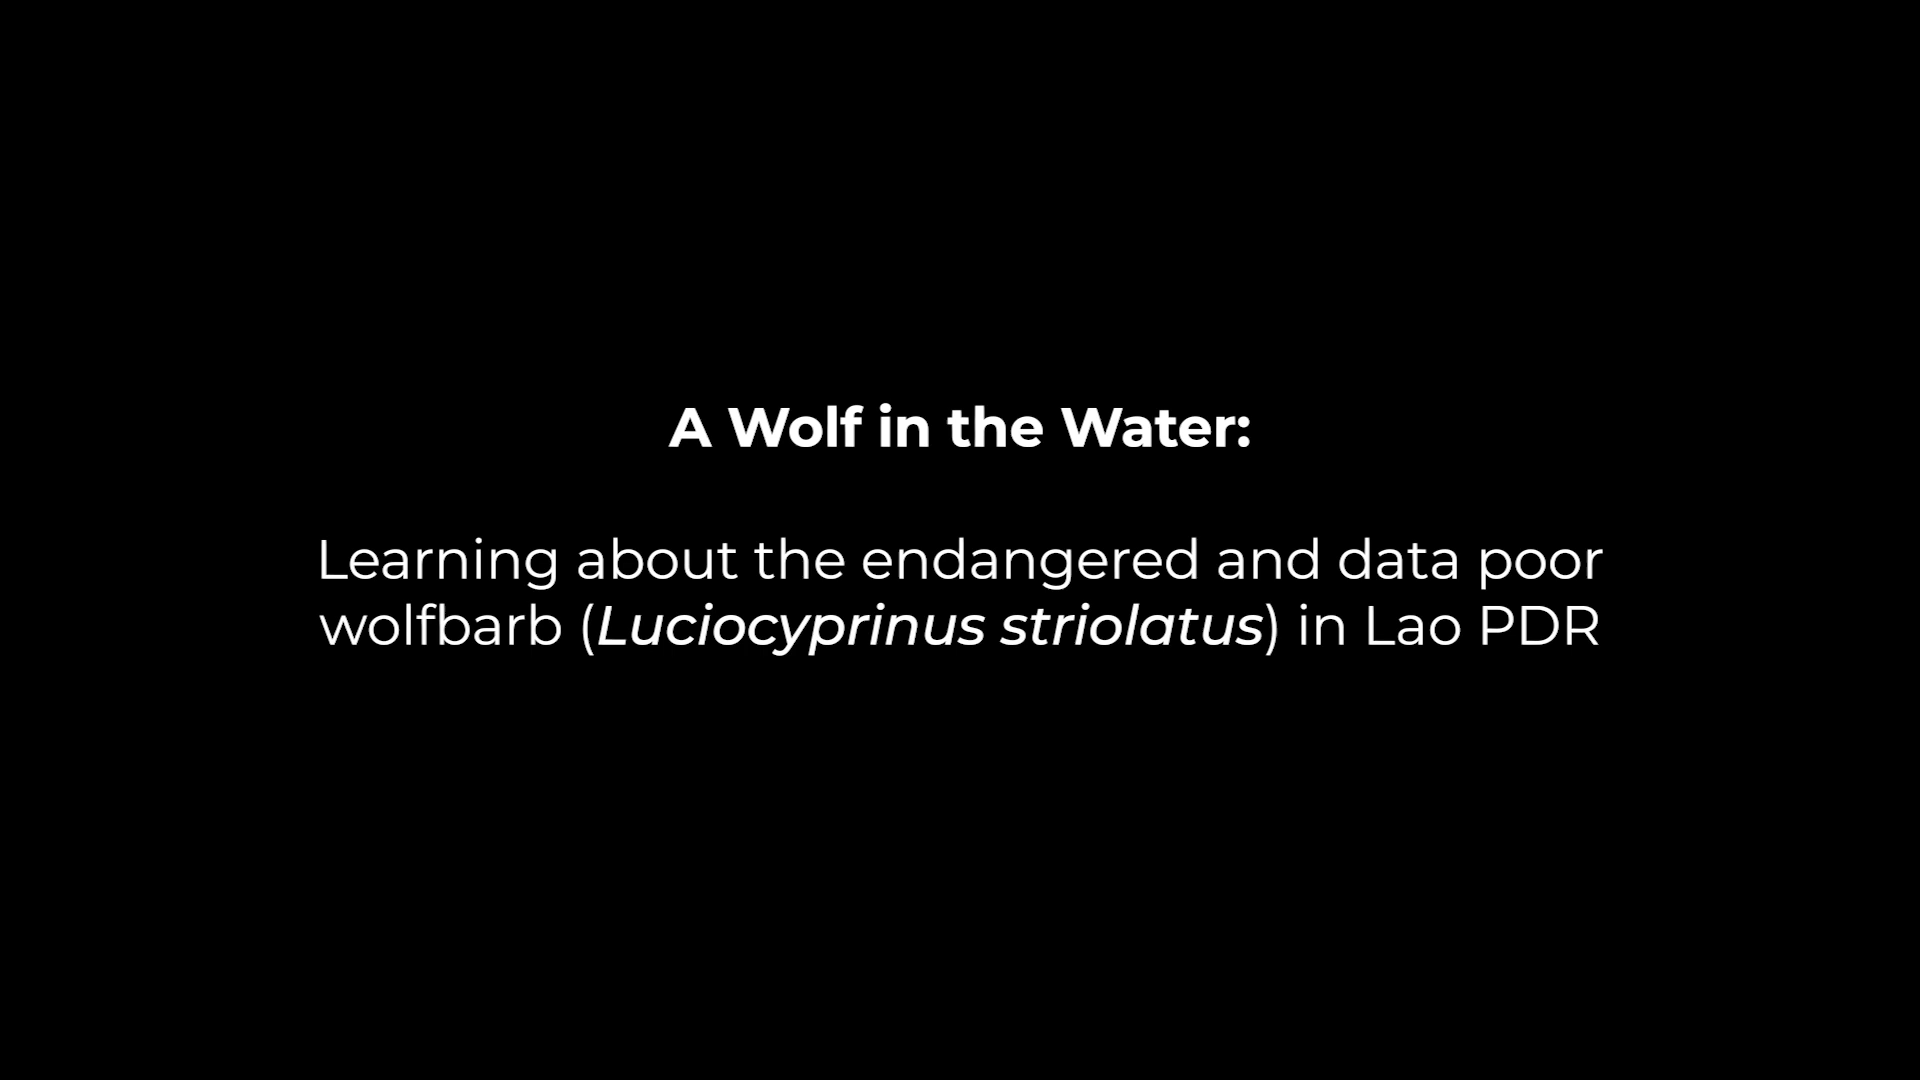 A Wolf in the Water:
Learning about the endangered and data poor
wolfbarb (Luciocyprinus striolatus) in Lao PDR